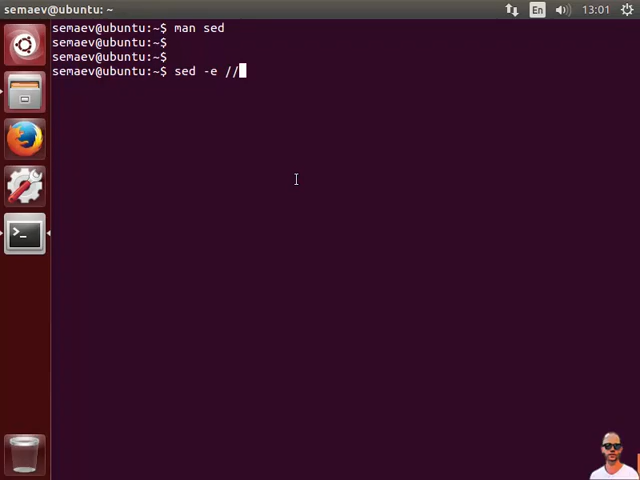 semaev@ubuntu: ~
En
13:01
semaev@ubuntu:~$ man sed
semaev@ubuntu:~$
semaev@ubuntu:~$
semaev@ubuntu:~$ sed -e //
>_